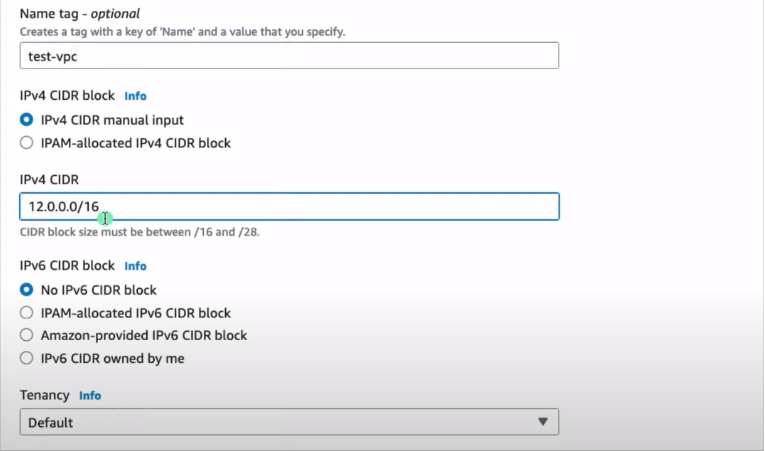 Name tag - optional
Creates a tag with a key of 'Name' and a value that you specify.
test-vpc
IPv4 CIDR block Info
IPv4 CIDR manual input
IPAM-allocated IPv4 CIDR block
IPv4 CIDR
12.0.0.0/16
CIDR block size must be between /16 and /28.
IPv6 CIDR block Info
No IPv6 CIDR block
IPAM-allocated IPv6 CIDR block
Amazon-provided IPv6 CIDR block
IPv6 CIDR owned by me
Tenancy Info
Default